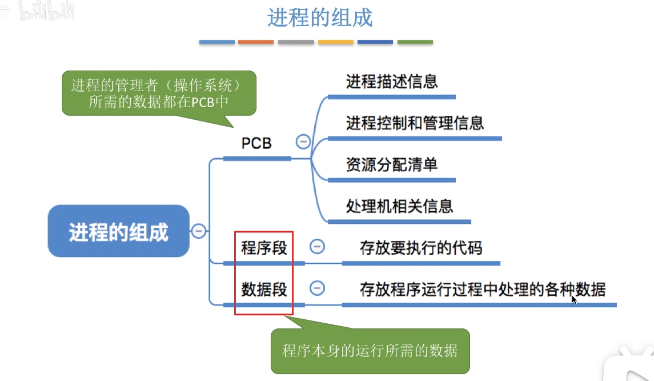 bilibili
进程的组成
进程的管理者（操作系统）
所需的数据都在PCB中
进程描述信息
进程控制和管理信息
PCB
资源分配清单
处理机相关信息
进程的组成
程序段
存放要执行的代码
数据段
存放程序运行过程中处理的各种数据
程序本身的运行所需的数据